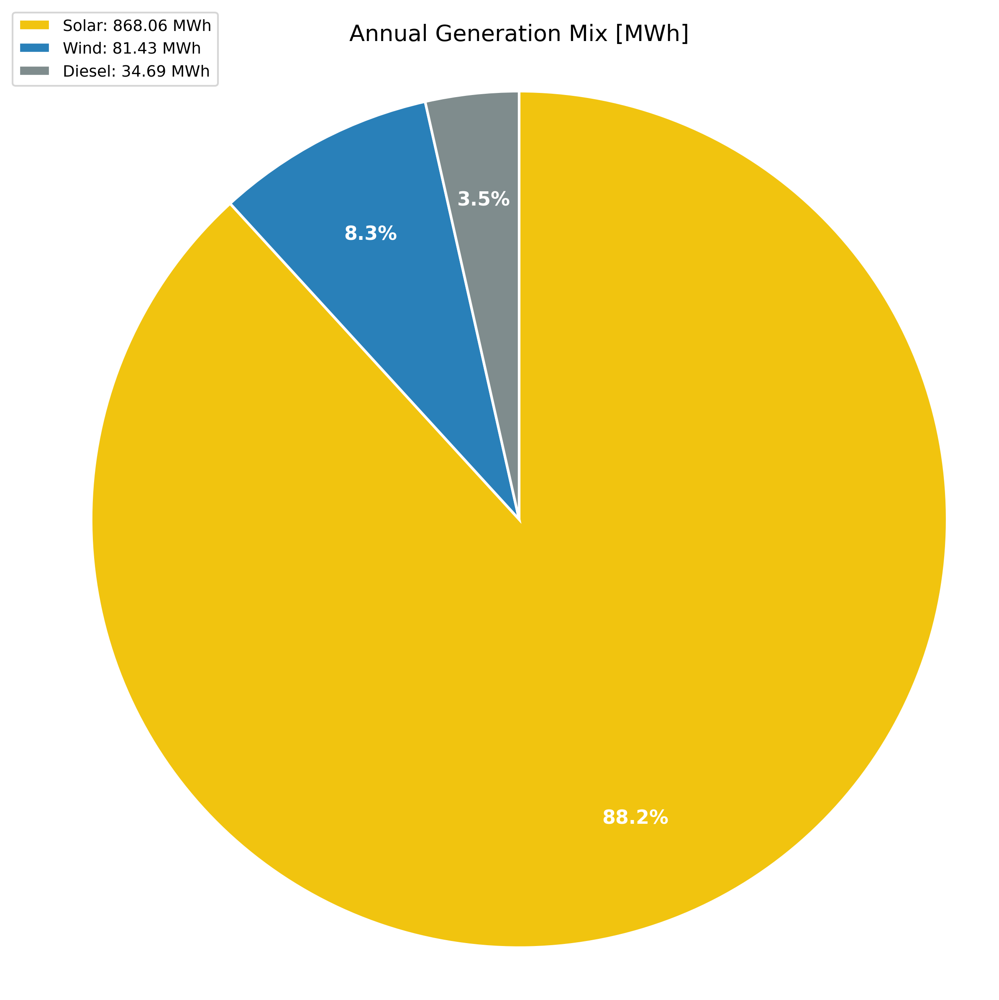 Solar: 868.06 MWh
Wind: 81.43 MWh
Diesel: 34.69 MWh
Annual Generation Mix [MWh]
3.5%
8.3%
88.2%